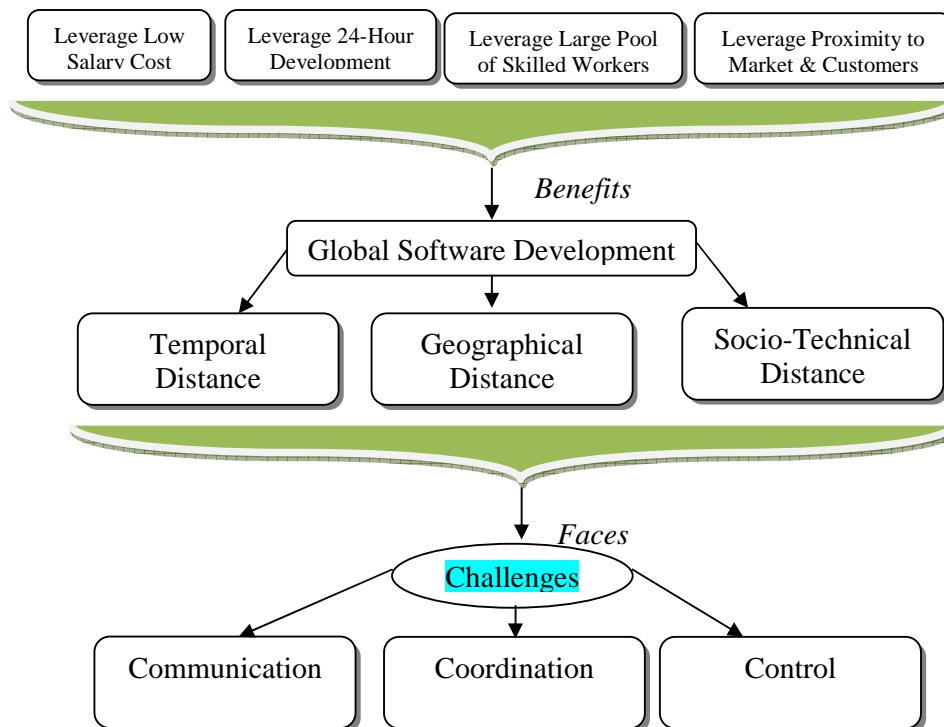 Leverage Low
Salary Cost
Leverage 24-Hour
Development
Leverage Large Pool
of Skilled Workers
Leverage Proximity to
Market & Customers
Benefits
Global Software Development
Temporal
Distance
Geographical
Distance
Socio-Technical
Distance
Faces
Challenges
Communication
Coordination
Control